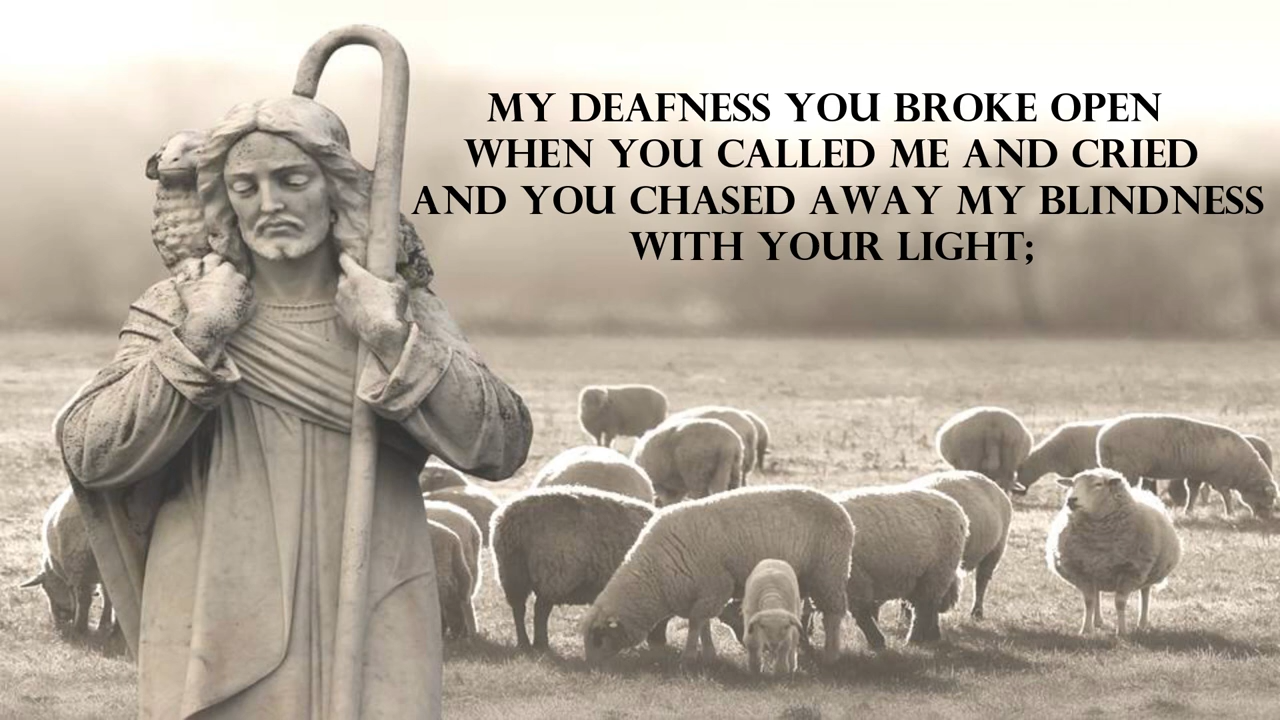 MY DEAFNESS YOU BROKE OPEN
WHEN YOU CALLED ME AND CRIED
AND YOU CHASED AWAY MY BLINDNESS
WITH YOUR LIGHT;